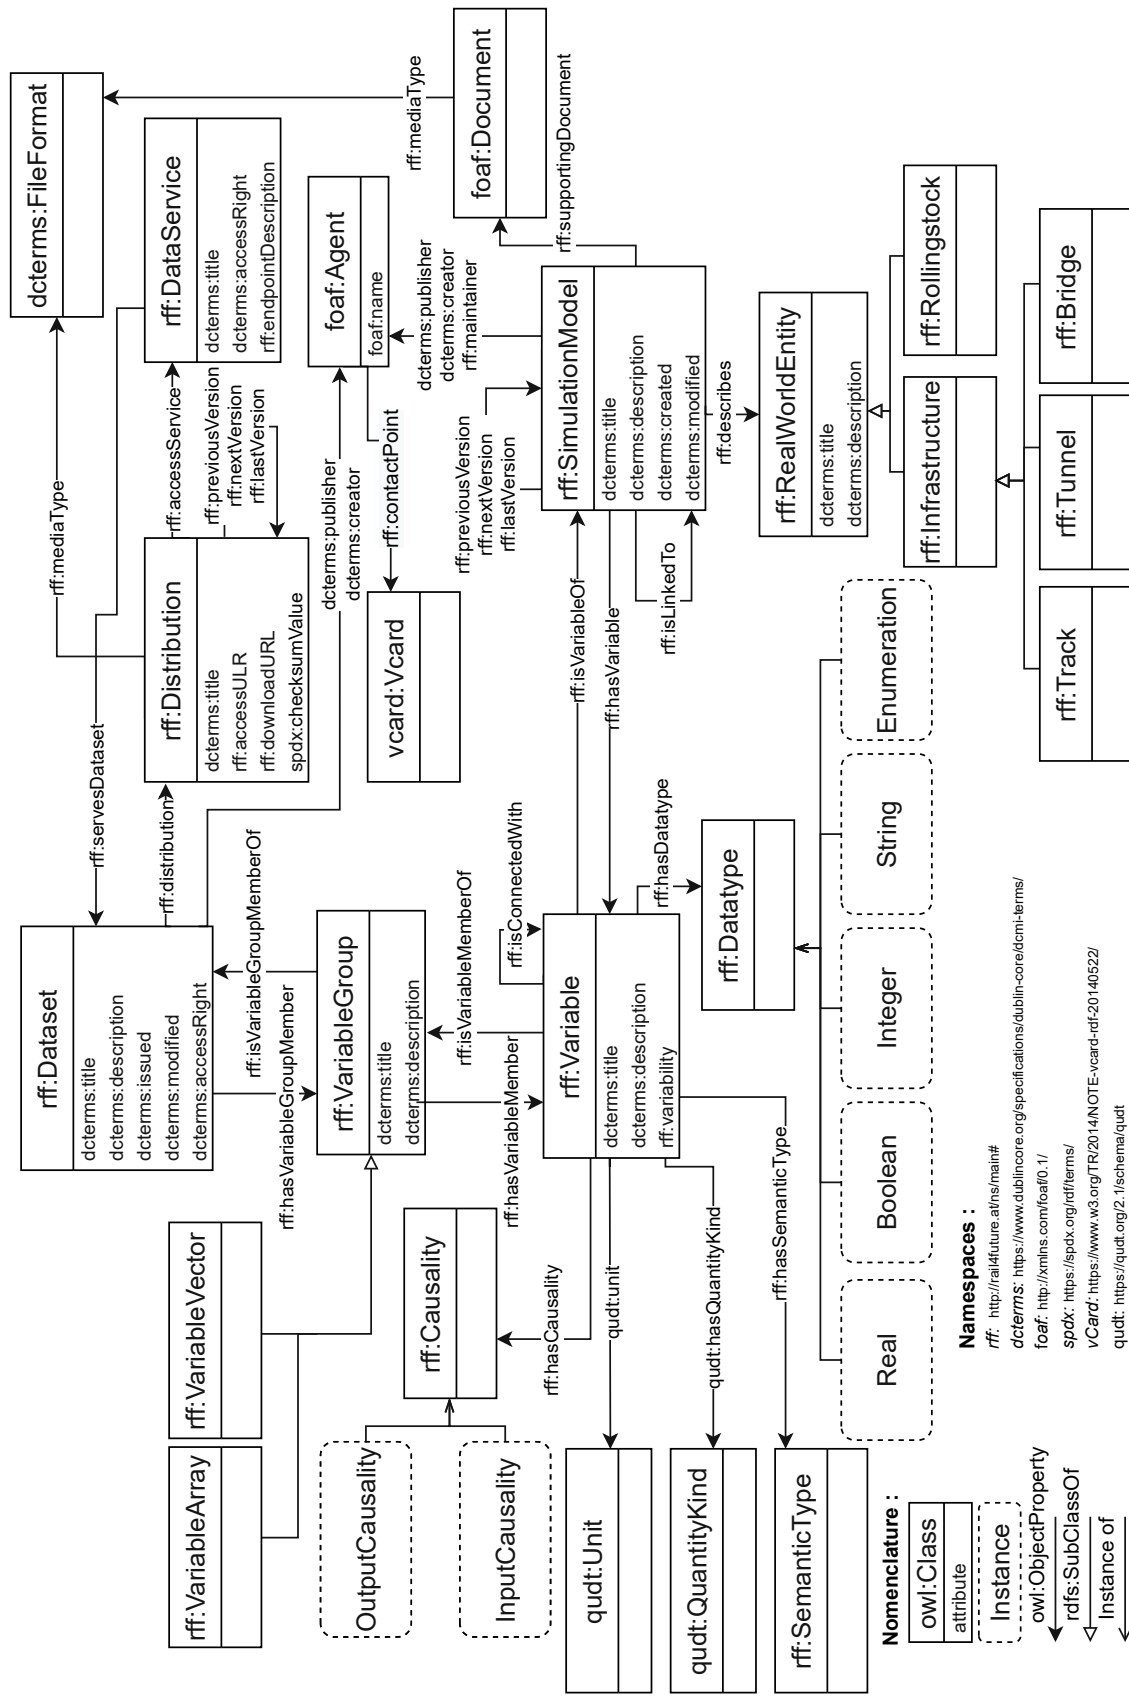 rff:VariableArray
rff:VariableVector
rff:Dataset
dcterms:title
dcterms:description
dcterms:issued
dcterms:modified
dcterms:accessRight
rff:servesDataset
rff:distribution
rff:mediaType
dcterms:FileFormat
rff:Distribution
dcterms:title
rff:accessULR
rff:downloadURL
spdx:checksumValue
rff:accessService
rff:previousVersion
rff:nextVersion
rff:lastVersion
rff:DataService
dcterms:title
dcterms:accessRight
rff:endpointDescription
rff:hasVariableGroupMember
rff:isVariableGroupMemberOf
dcterms:publisher
dcterms:creator
rff:VariableGroup
dcterms:title
dcterms:description
foaf:Agent
foaf:name
rff:contactPoint
vcard:Vcard
rff:mediaType
foaf:Document
OutputCausality
InputCausality
rff:Causality
rff:hasVariableMember
rff:isVariableMemberOf
rff:isConnectedWith
dcterms:publisher
dcterms:creator
rff:maintainer
rff:previousVersion
rff:nextVersion
rff:lastVersion
rff:supportingDocument
rff:hasCausality
rff:Variable
dcterms:title
dcterms:description
rff:variability
rff:isVariableOf
rff:hasVariable
rff:SimulationModel
dcterms:title
dcterms:description
dcterms:created
dcterms:modified
rff:isLinkedTo
rff:describes
qudt:Unit
qudt:unit
qudt:QuantityKind
qudt:hasQuantityKind
rff:SemanticType
rff:hasSemanticType
rff:hasDatatype
rff:Datatype
rff:RealWorldEntity
dcterms:title
dcterms:description
rff:Infrastructure
rff:Rollingstock
Real
Boolean
Integer
String
Enumeration
rff:Track
rff:Tunnel
rff:Bridge
Nomenclature :
owl:Class
attribute
Instance
owl:ObjectProperty
rdfs:SubClassOf
Instance of
Namespaces :
rff: http://rail4future.at/ns/main#
dcterms: https://www.dublincore.org/specifications/dublin-core/dcmi-terms/
foaf: http://xmlns.com/foaf/0.1/
spdx: https://spdx.org/rdf/terms/
vCard: https://www.w3.org/TR/2014/NOTE-vcard-rdf-20140522/
qudt: https://qudt.org/2.1/schema/qudt